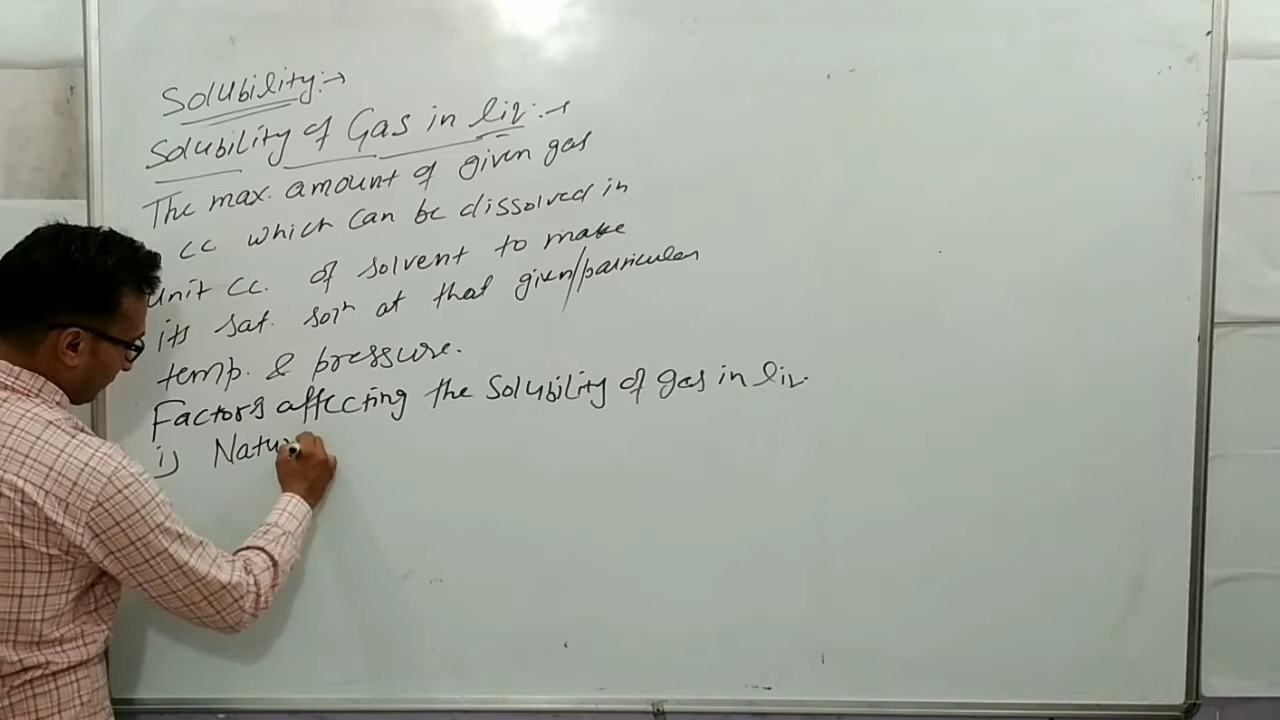 Solubility:→
Solubility of Gas in liq:→
The max. amount of given gas
cc which can be dissolved in
unit cc. of solvent to make
its sat. solⁿ at that given/particular
temp. & pressure.
Factors affecting the Solubility of gas in liq.
i) Natu